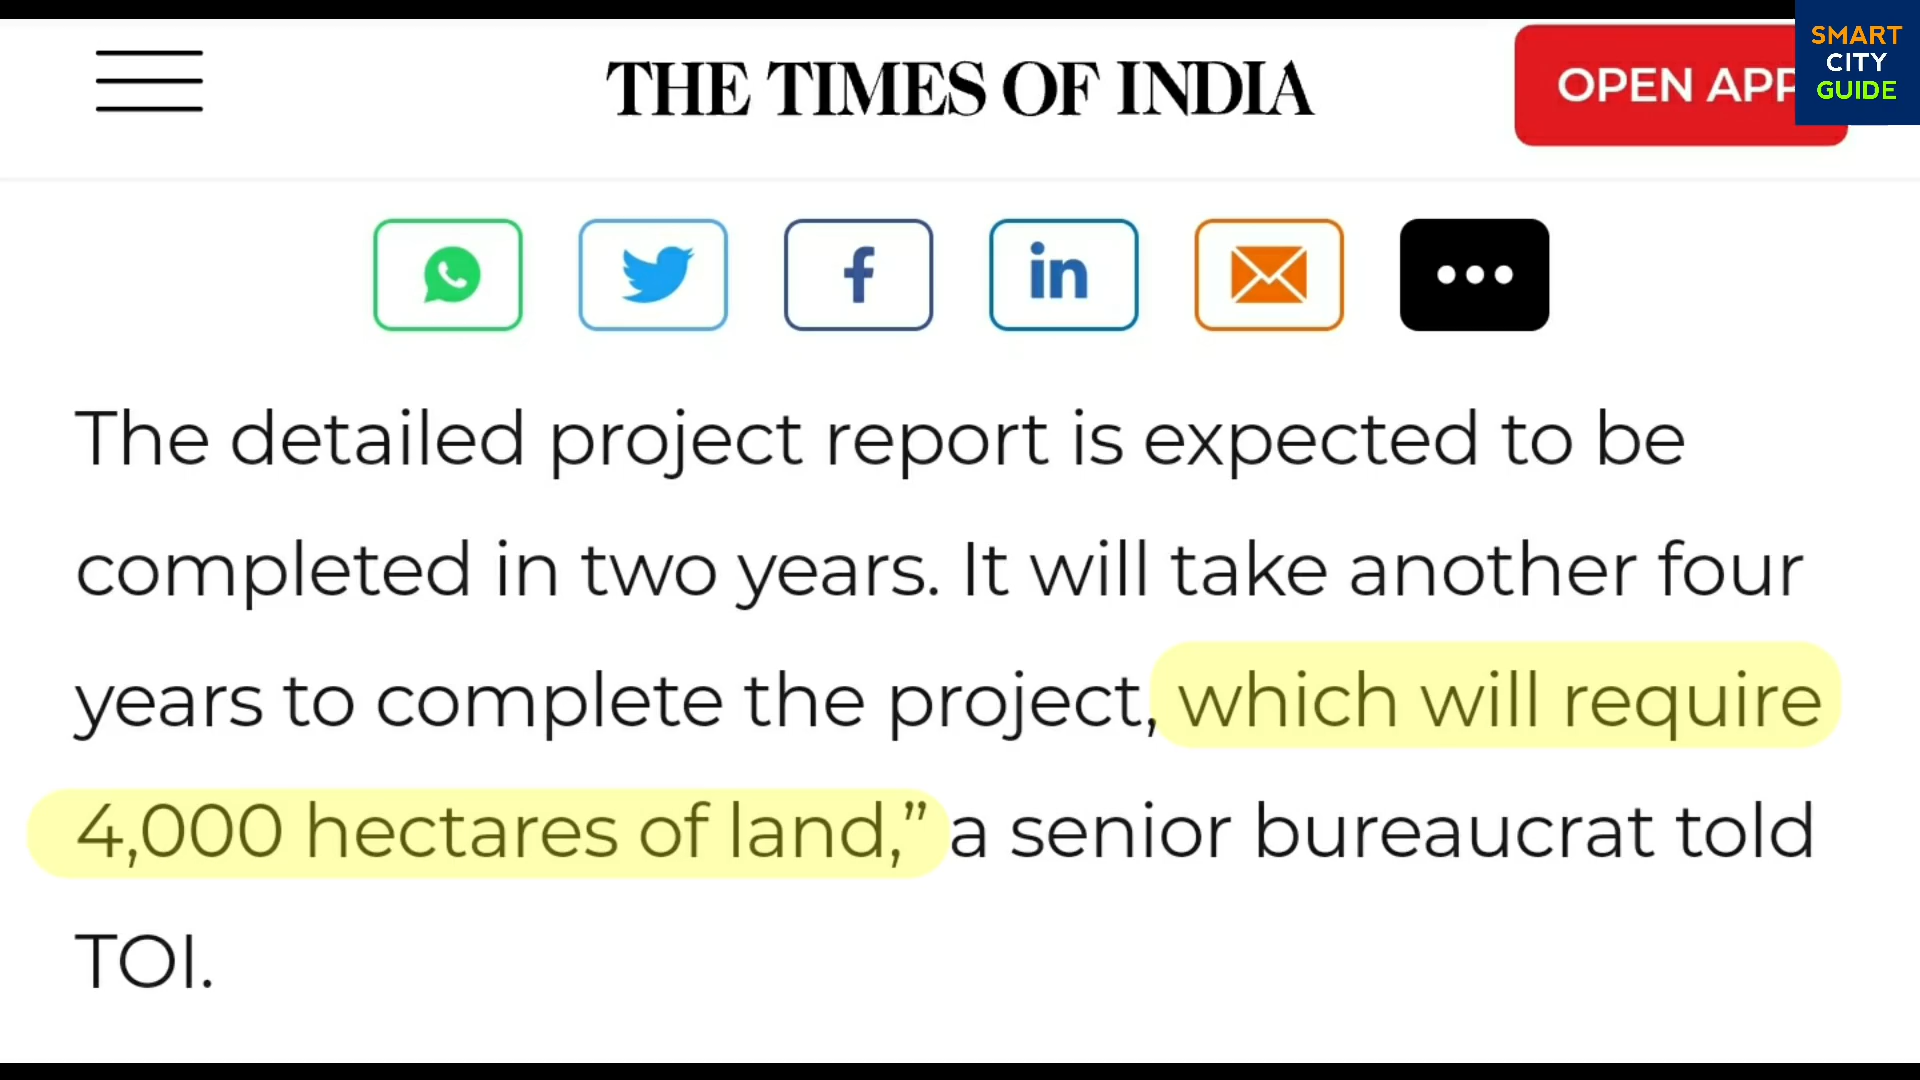 THE TIMES OF INDIA
OPEN APP
SMART
CITY
GUIDE
The detailed project report is expected to be
completed in two years. It will take another four
years to complete the project, which will require
4,000 hectares of land,” a senior bureaucrat told
TOI.